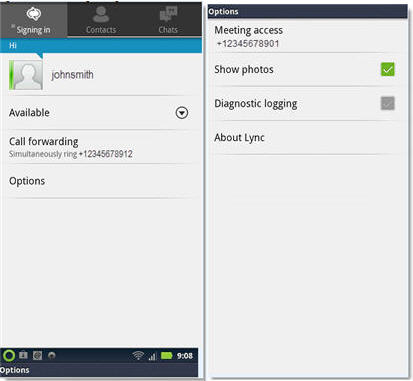 Signing in
Contacts
Chats
Hi
johnsmith
Available
Call forwarding
Simultaneously ring +12345678912
Options
9:08
Options
Options
Meeting access
+12345678901
Show photos
Diagnostic logging
About Lync